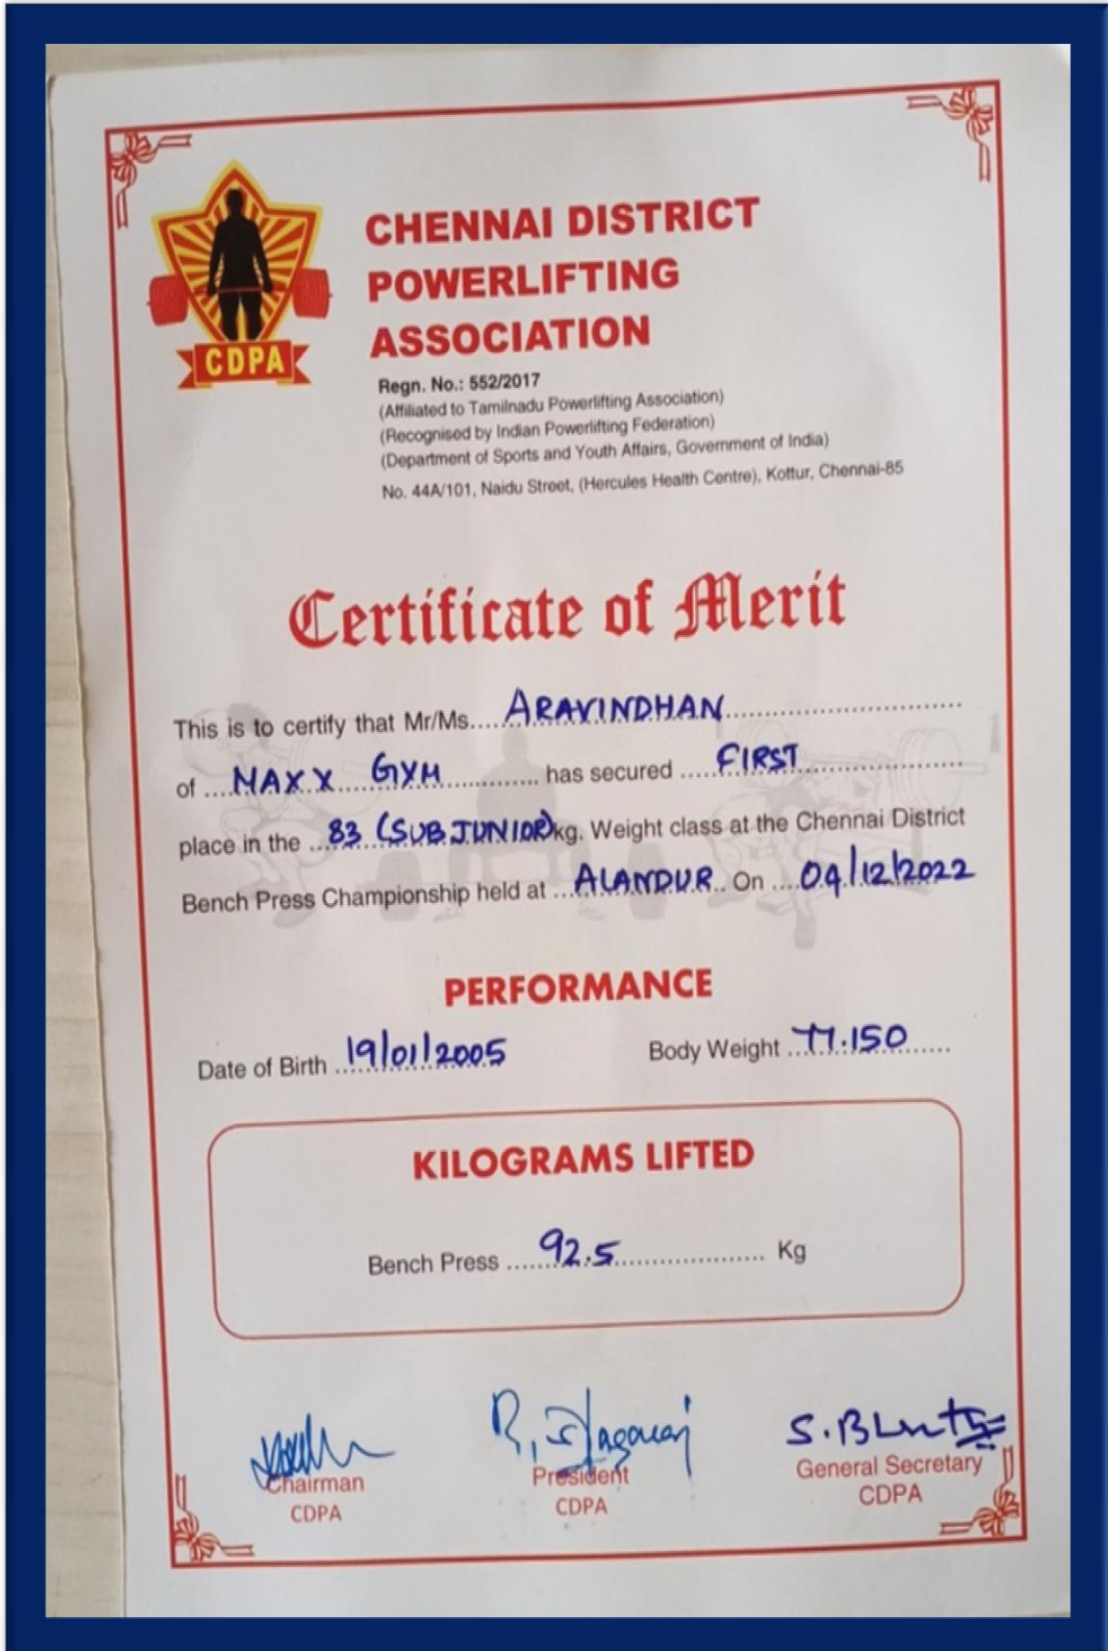 CDPA
CHENNAI DISTRICT
POWERLIFTING
ASSOCIATION
Regn. No.: 552/2017
(Affiliated to Tamilnadu Powerlifting Association)
(Recognised by Indian Powerlifting Federation)
(Department of Sports and Youth Affairs, Government of India)
No. 44A/101, Naidu Street, (Hercules Health Centre), Kottur, Chennai-85
Certificate of Merit
This is to certify that Mr/Ms.... ARAVINDHAN
of .... MAXX GYM ............ has secured ..... FIRST
place in the ... 83 (SUB JUNIOR) kg. Weight class at the Chennai District
Bench Press Championship held at ... ALANDUR.. On .... 04/12/2022
PERFORMANCE
Date of Birth 19/01/2005 Body Weight 77.150
KILOGRAMS LIFTED
Bench Press 92.5 Kg
S.
Chairman President General Secretary
CDPA CDPA CDPA